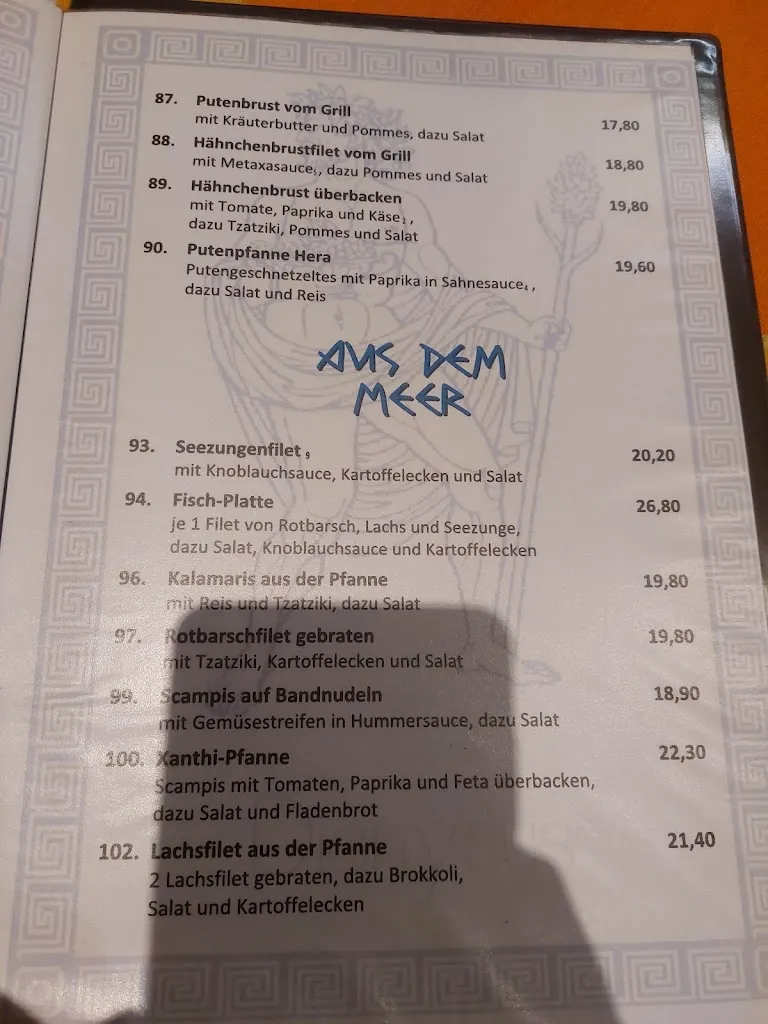 87. Putenbrust vom Grill 17,80
mit Kräuterbutter und Pommes, dazu Salat
88. Hähnchenbrustfilet vom Grill 18,80
mit Metaxasauce₅, dazu Pommes und Salat
89. Hähnchenbrust überbacken 19,80
mit Tomate, Paprika und Käse₂,
dazu Tzatziki, Pommes und Salat
90. Putenpfanne Hera 19,60
Putengeschnetzeltes mit Paprika in Sahnesauce₄,
dazu Salat und Reis
AUS DEM
MEER
93. Seezungenfilet ₉ 20,20
mit Knoblauchsauce, Kartoffelecken und Salat
94. Fisch-Platte 26,80
je 1 Filet von Rotbarsch, Lachs und Seezunge,
dazu Salat, Knoblauchsauce und Kartoffelecken
96. Kalamaris aus der Pfanne 19,80
mit Reis und Tzatziki, dazu Salat
97. Rotbarschfilet gebraten 19,80
mit Tzatziki, Kartoffelecken und Salat
99. Scampis auf Bandnudeln 18,90
mit Gemüsestreifen in Hummersauce, dazu Salat
100. Xanthi-Pfanne 22,30
Scampis mit Tomaten, Paprika und Feta überbacken,
dazu Salat und Fladenbrot
102. Lachsfilet aus der Pfanne 21,40
2 Lachsfilet gebraten, dazu Brokkoli,
Salat und Kartoffelecken